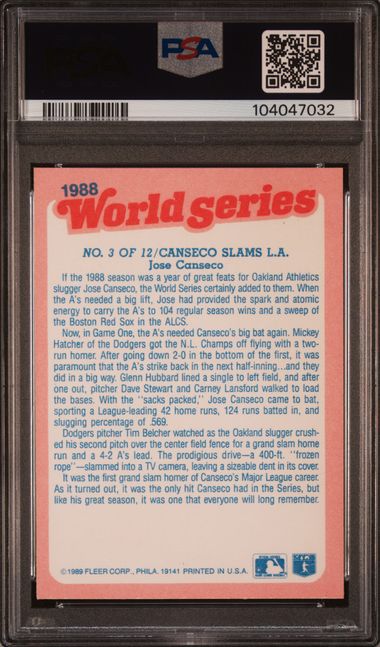 PSA
104047032
1988
World Series
NO. 3 OF 12/CANSECO SLAMS L.A.
Jose Canseco
If the 1988 season was a year of great feats for Oakland Athletics
slugger Jose Canseco, the World Series certainly added to them. When
the A's needed a big lift, Jose had provided the spark and atomic
energy to carry the A's to 104 regular season wins and a sweep of
the Boston Red Sox in the ALCS.
Now, in Game One, the A's needed Canseco's big bat again. Mickey
Hatcher of the Dodgers got the N.L. Champs off flying with a two-
run homer. After going down 2-0 in the bottom of the first, it was
paramount that the A's strike back in the next half-inning...and they
did in a big way. Glenn Hubbard lined a single to left field, and after
one out, pitcher Dave Stewart and Carney Lansford walked to load
the bases. With the "sacks packed," Jose Canseco came to bat,
sporting a League-leading 42 home runs, 124 runs batted in, and
slugging percentage of .569.
Dodgers pitcher Tim Belcher watched as the Oakland slugger crush-
ed his second pitch over the center field fence for a grand slam home
run and a 4-2 A's lead. The prodigious drive—a 400-ft. "frozen
rope"—slammed into a TV camera, leaving a sizeable dent in its cover.
It was the first grand slam homer of Canseco's Major League career.
As it turned out, it was the only hit Canseco had in the Series, but
like his great season, it was one that everyone will long remember.
©1989 FLEER CORP., PHILA. 19141 PRINTED IN U.S.A.